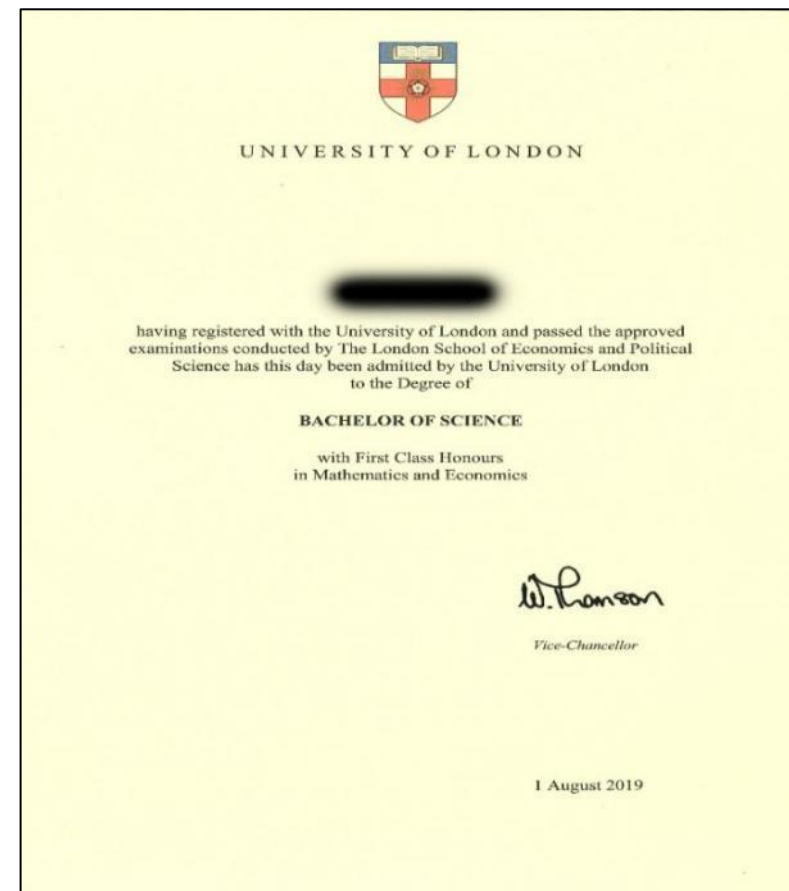 UNIVERSITY OF LONDON
having registered with the University of London and passed the approved
examinations conducted by The London School of Economics and Political
Science has this day been admitted by the University of London
to the Degree of
BACHELOR OF SCIENCE
with First Class Honours
in Mathematics and Economics
W. Thomson
Vice-Chancellor
1 August 2019